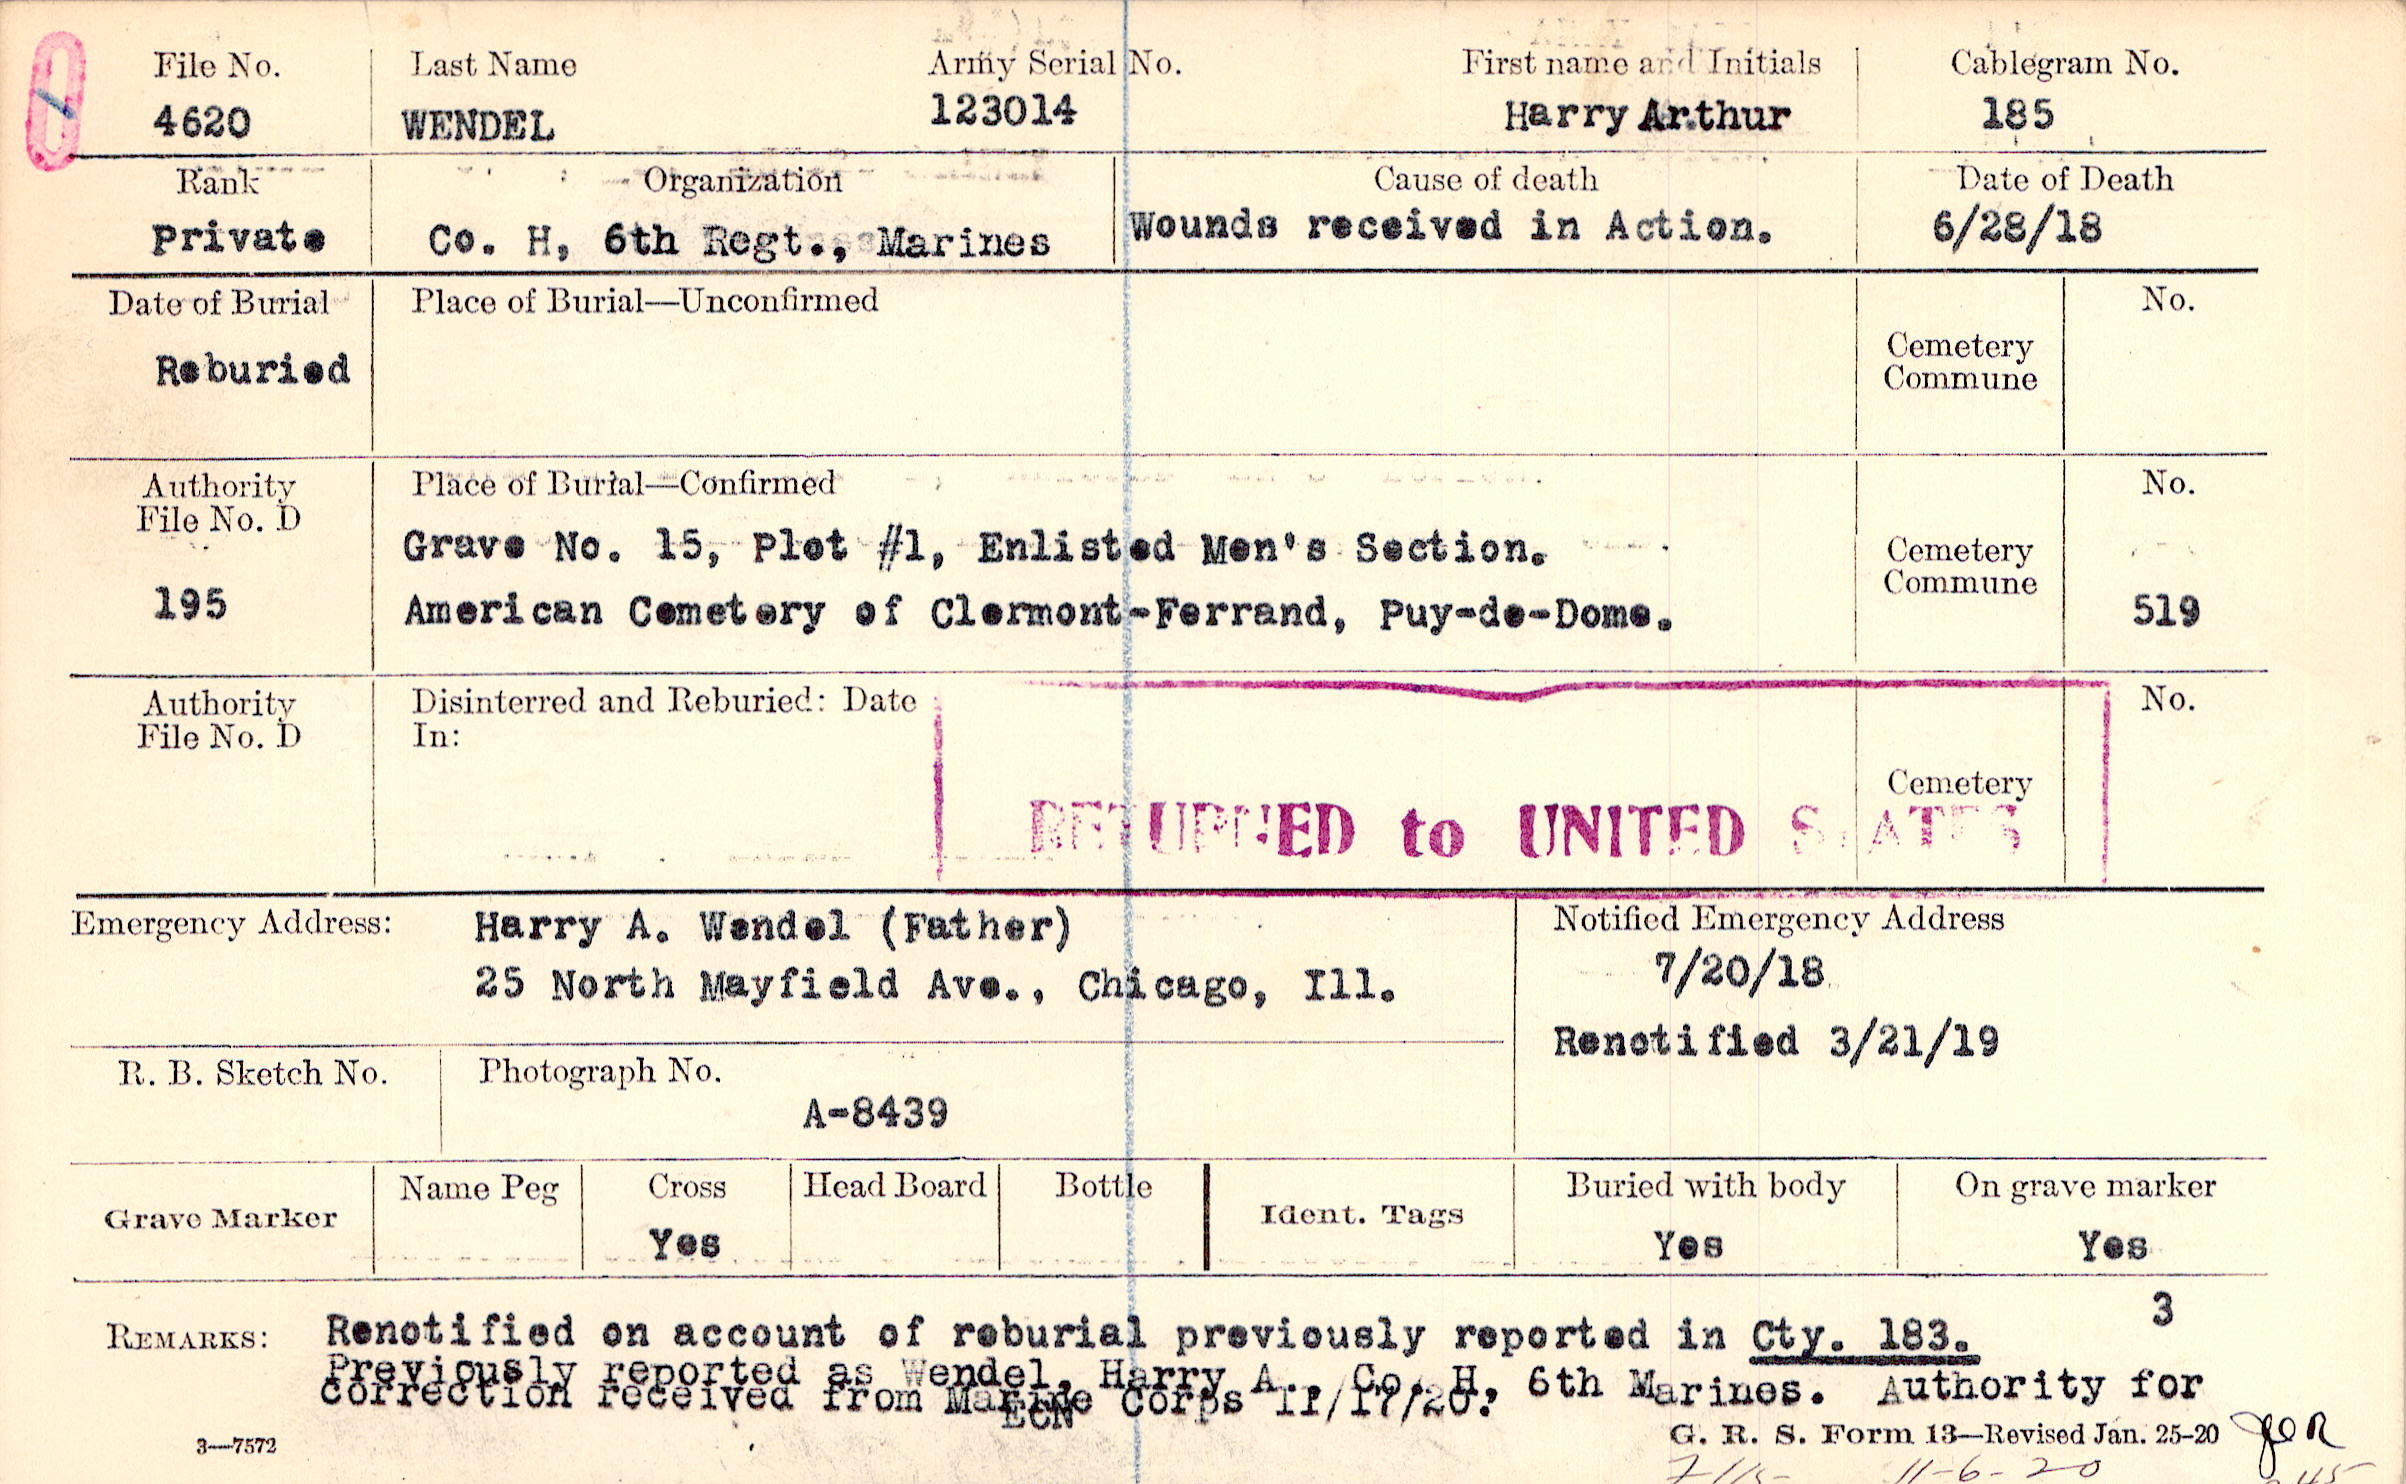 File No. Last Name Army Serial No. First name and Initials Cablegram No.
4620 WENDEL 123014 Harry Arthur 185
Rank Organization Cause of death Date of Death
Private Co. H, 6th Regt., Marines Wounds received in Action. 6/28/18
Date of Burial Place of Burial—Unconfirmed No.
Reburied
Cemetery
Commune
Authority Place of Burial—Confirmed No.
File No. D
Grave No. 15, Plot #1, Enlisted Men's Section.
Cemetery
Commune
195 American Cemetery of Clermont-Ferrand, Puy-de-Dome. 519
Authority Disinterred and Reburied: Date No.
File No. D In:
Cemetery
RETURNED to UNITED STATES
Emergency Address: Harry A. Wendel (Father) Notified Emergency Address
25 North Mayfield Ave., Chicago, Ill. 7/20/18
Renotified 3/21/19
R. B. Sketch No. Photograph No.
A-8439
Grave Marker Name Peg Cross Head Board Bottle Ident. Tags Buried with body On grave marker
Yes Yes Yes
3
REMARKS: Renotified on account of reburial previously reported in Cty. 183.
Previously reported as Wendel, Harry A., Co. H, 6th Marines. Authority for
correction received from Marine Corps 11/17/20.
ECN
3—7572 G. R. S. Form 13—Revised Jan. 25-20
11-6-20